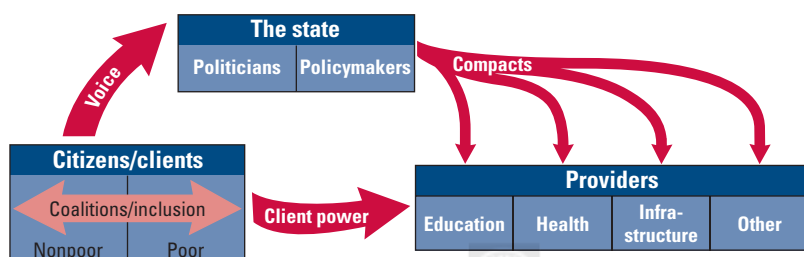 The state
Politicians Policymakers
Voice
Compacts
Citizens/clients
Coalitions/inclusion
Nonpoor Poor
Client power
Providers
Education Health Infra-
structure Other